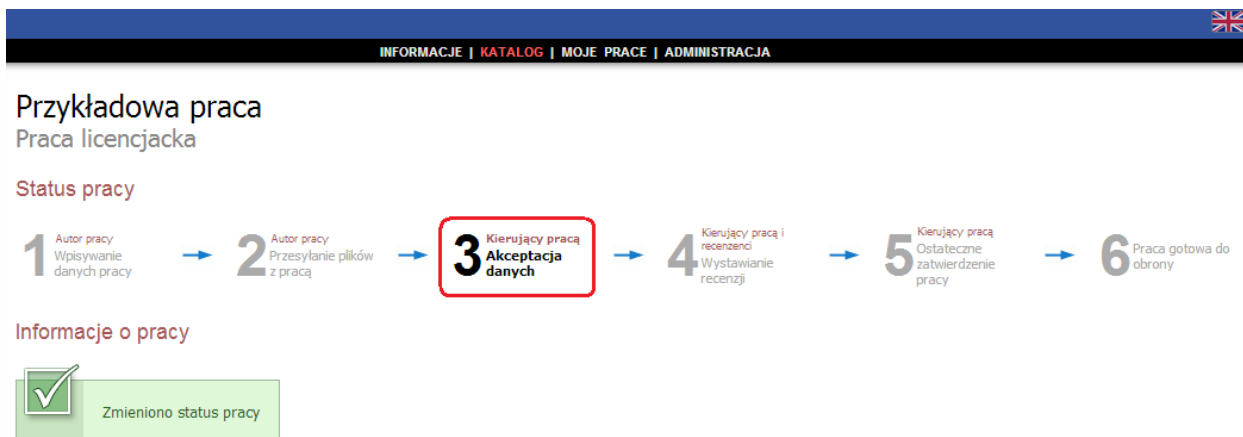 INFORMACJE | KATALOG | MOJE PRACE | ADMINISTRACJA
Przykładowa praca
Praca licencjacka
Status pracy
1 Autor pracy
Wpisywanie
danych pracy
2 Autor pracy
Przesyłanie plików
z pracą
3 Kierujący pracą
Akceptacja
danych
4 Kierujący pracą i
recenzenci
Wystawianie
recenzji
5 Kierujący pracą
Ostateczne
zatwierdzenie
pracy
6 Praca gotowa do
obrony
Informacje o pracy
Zmieniono status pracy